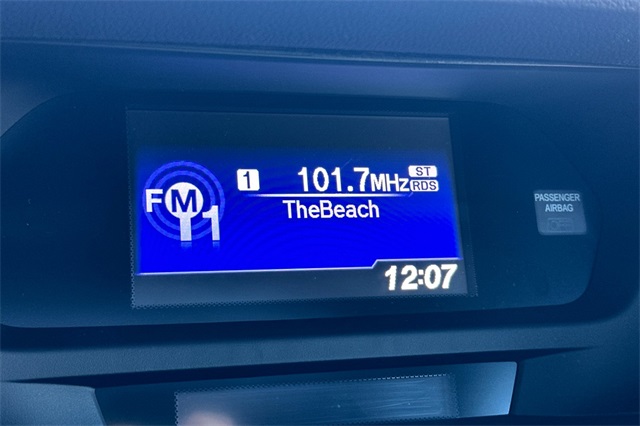 FM1
1 101.7MHz ST RDS
TheBeach
12:07
PASSENGER
AIRBAG